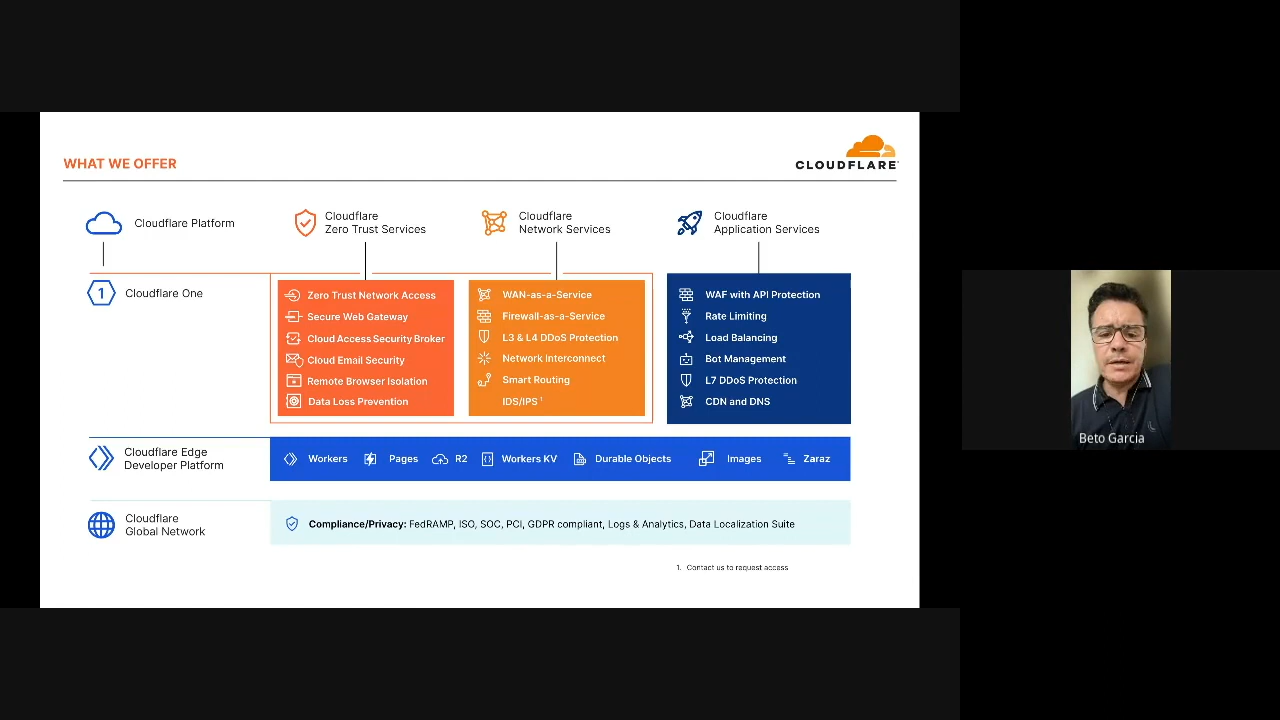 WHAT WE OFFER
CLOUDFLARE
Cloudflare Platform
Cloudflare
Zero Trust Services
Cloudflare
Network Services
Cloudflare
Application Services
1
Cloudflare One
Zero Trust Network Access
Secure Web Gateway
Cloud Access Security Broker
Cloud Email Security
Remote Browser Isolation
Data Loss Prevention
WAN-as-a-Service
Firewall-as-a-Service
L3 & L4 DDoS Protection
Network Interconnect
Smart Routing
IDS/IPS ¹
WAF with API Protection
Rate Limiting
Load Balancing
Bot Management
L7 DDoS Protection
CDN and DNS
Cloudflare Edge
Developer Platform
Workers Pages R2 Workers KV Durable Objects Images Zaraz
Cloudflare
Global Network
Compliance/Privacy: FedRAMP, ISO, SOC, PCI, GDPR compliant, Logs & Analytics, Data Localization Suite
1. Contact us to request access
Beto Garcia